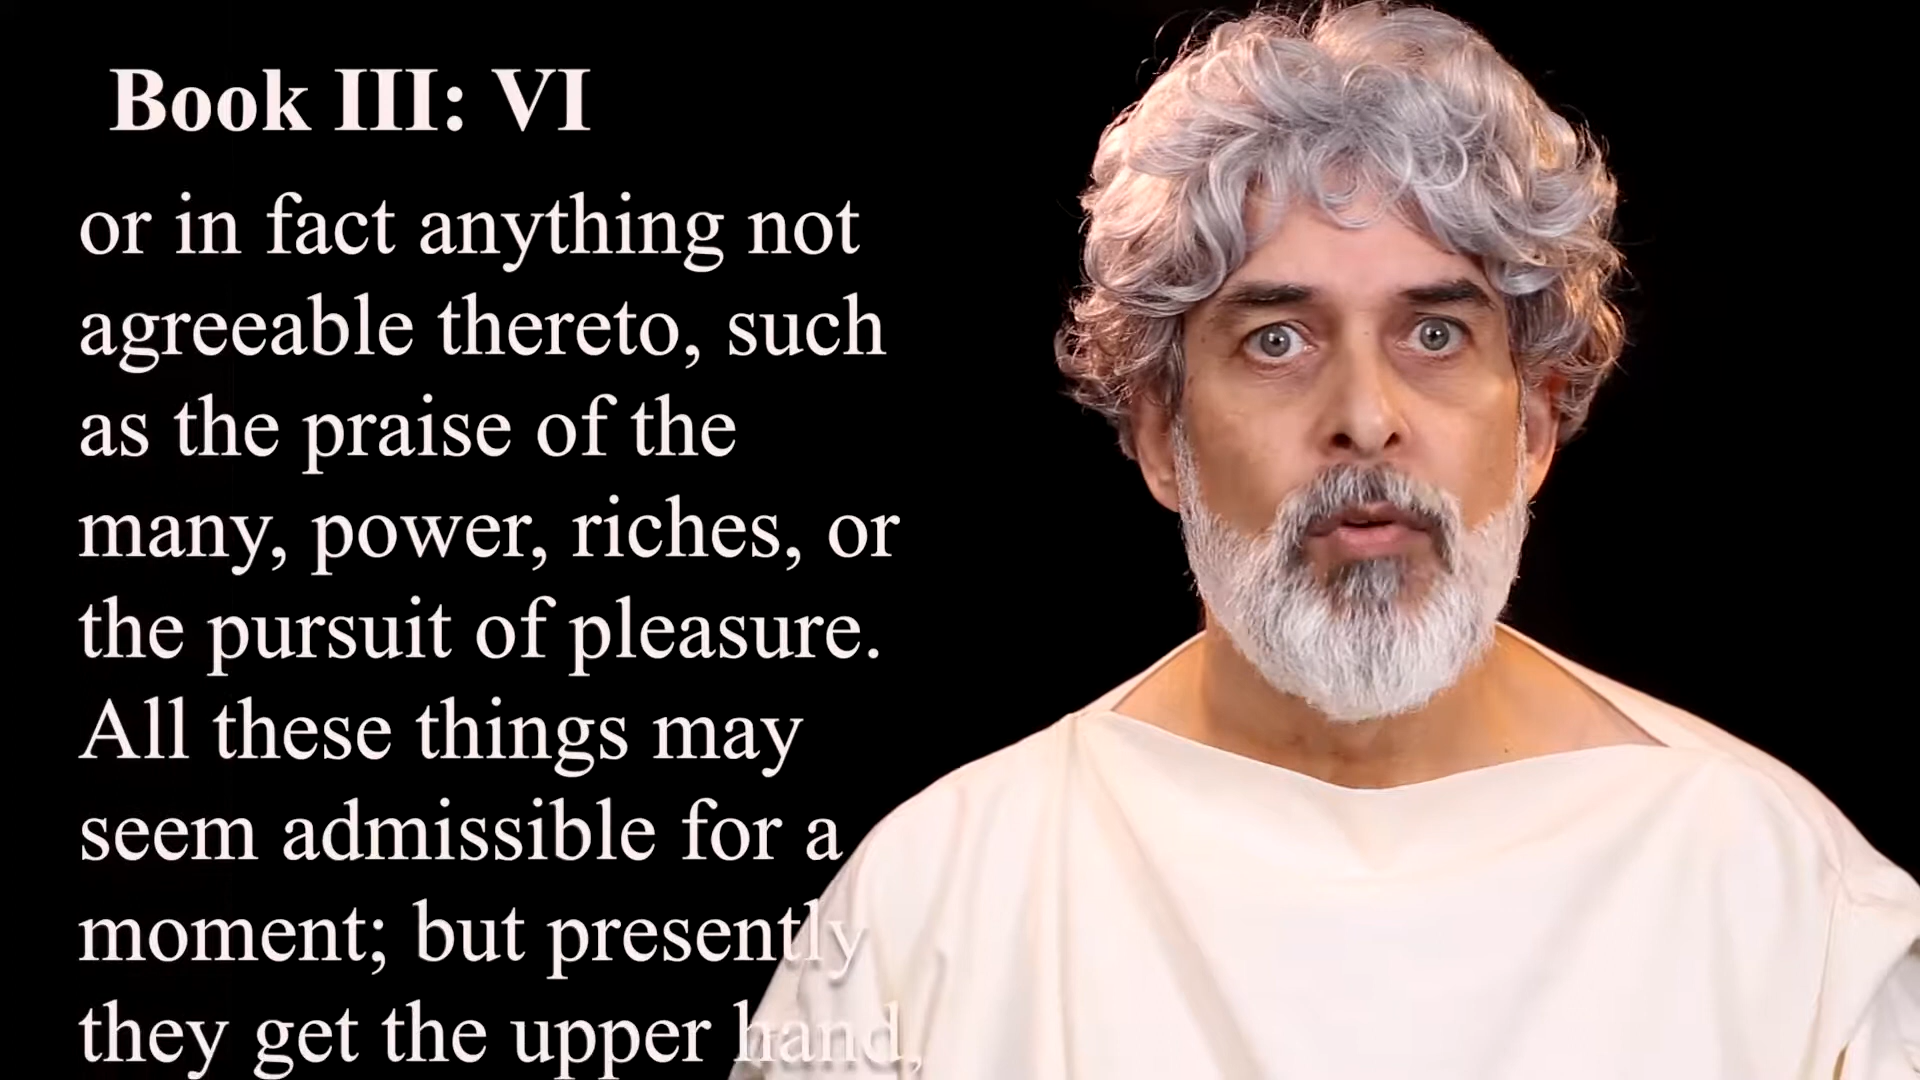 Book III: VI
or in fact anything not
agreeable thereto, such
as the praise of the
many, power, riches, or
the pursuit of pleasure.
All these things may
seem admissible for a
moment; but presently
they get the upper hand,